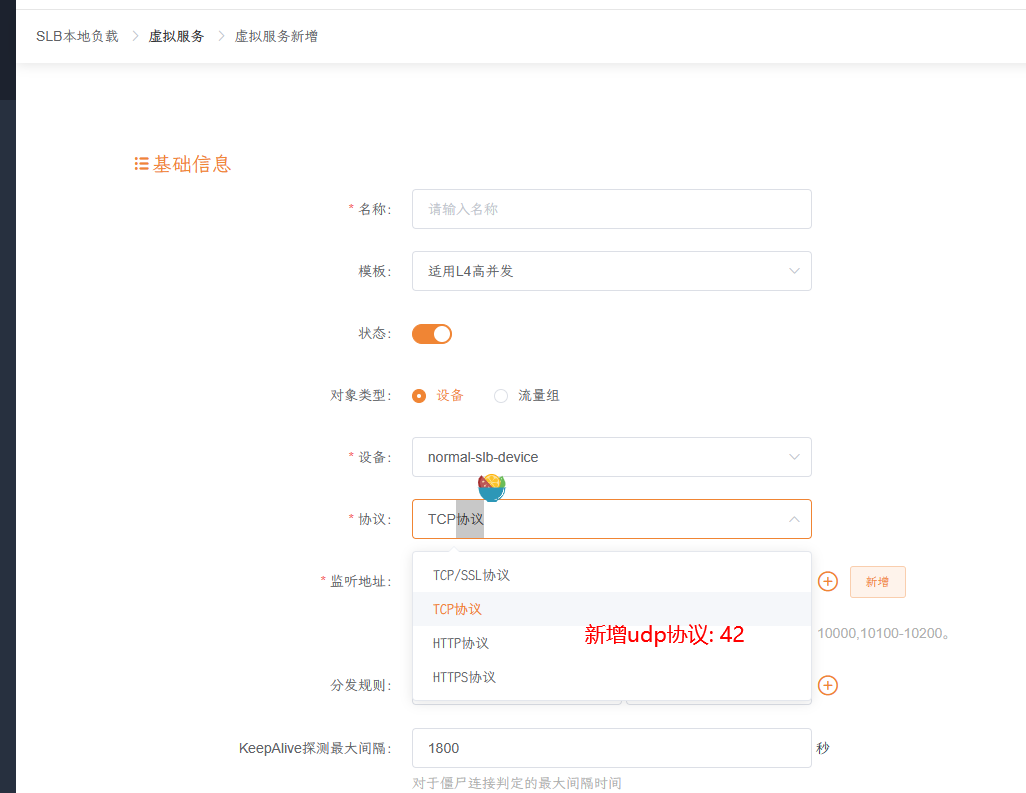 SLB本地负载 > 虚拟服务 > 虚拟服务新增
基础信息
* 名称: 请输入名称
模板: 适用L4高并发
状态:
对象类型: 设备 流量组
* 设备: normal-slb-device
* 协议: TCP协议
* 监听地址: 新增
TCP/SSL协议
TCP协议
新增udp协议: 42
10000,10100-10200。
HTTP协议
HTTPS协议
分发规则:
KeepAlive探测最大间隔: 1800 秒
对于僵尸连接判定的最大间隔时间